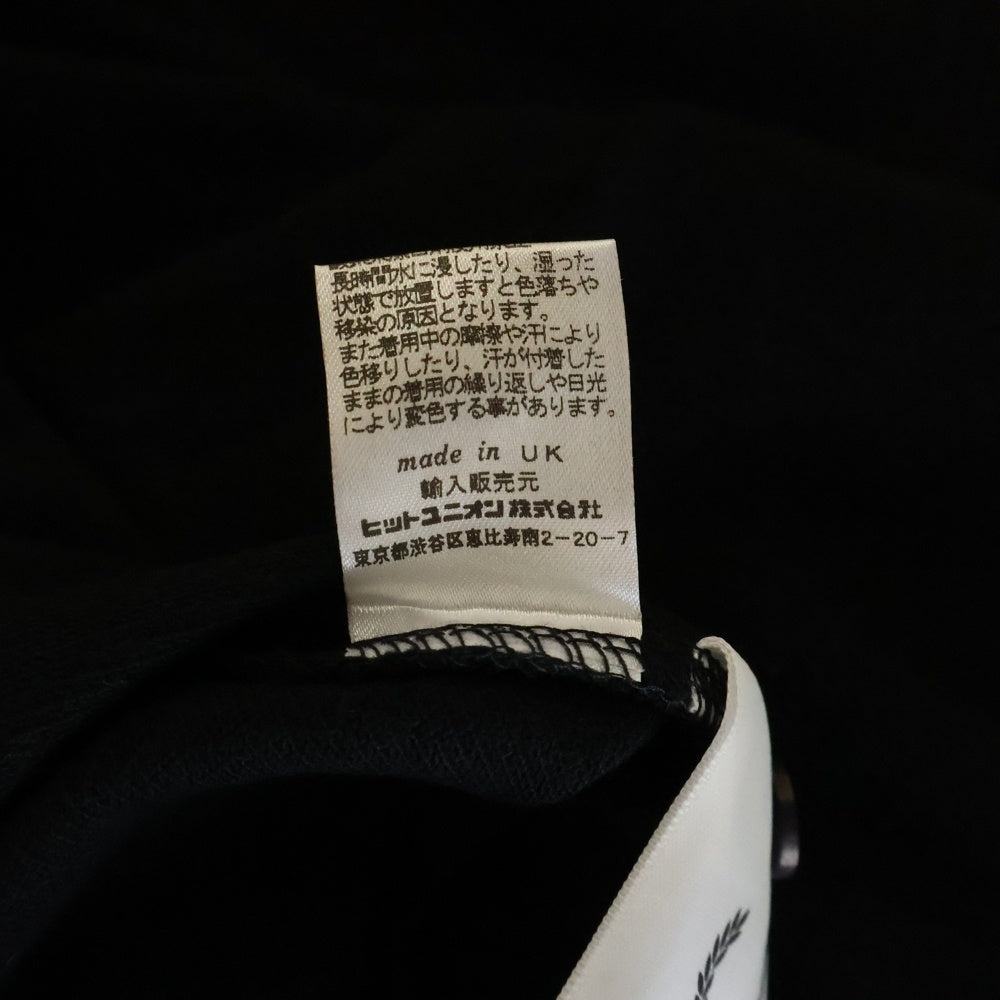 長時間水に浸したり、湿った
状態で放置しますと色落ちや
移染の原因となります。
また着用中の摩擦や汗により
色移りしたり、汗が付着した
ままの着用の繰り返しや日光
により変色する事があります。
made in UK
輸入販売元
ヒットユニオン株式会社
東京都渋谷区恵比寿南2-20-7